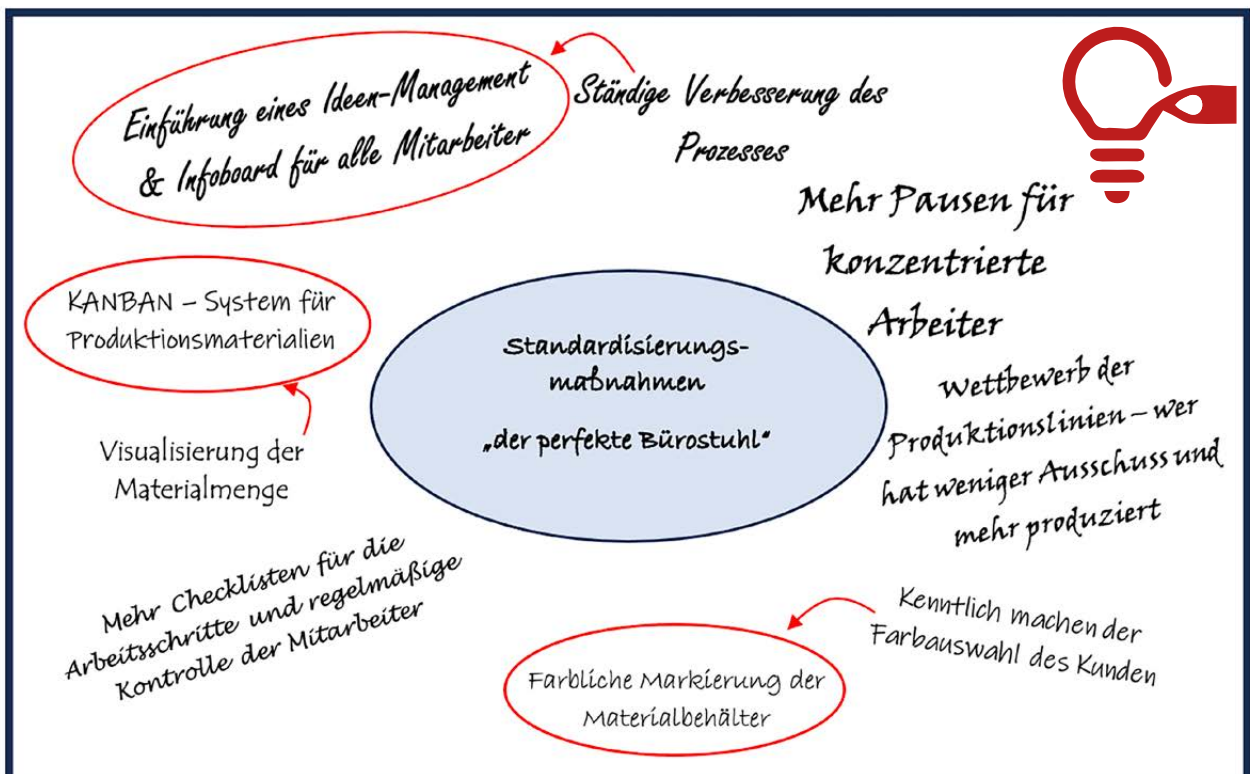 Einführung eines Ideen-Management
& Infoboard für alle Mitarbeiter
Ständige Verbesserung des
Prozesses
Mehr Pausen für
konzentrierte
Arbeiter
KANBAN – System für
Produktionsmaterialien
Standardisierungs-
maßnahmen
„der perfekte Bürostuhl“
Wettbewerb der
Produktionslinien – wer
hat weniger Ausschuss und
mehr produziert
Visualisierung der
Materialmenge
Mehr Checklisten für die
Arbeitsschritte und regelmäßige
Kontrolle der Mitarbeiter
Kenntlich machen der
Farbauswahl des Kunden
Farbliche Markierung der
Materialbehälter